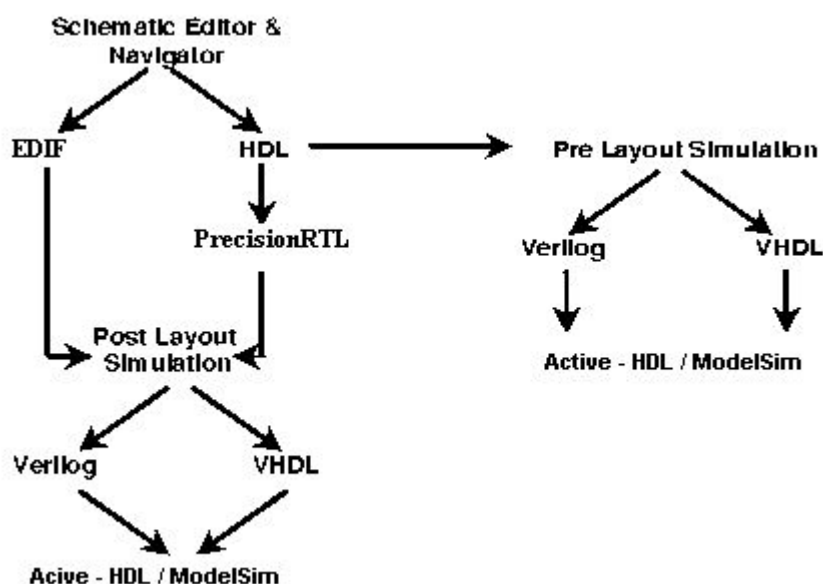 Schematic Editor &
Navigator
EDIF
HDL
Pre Layout Simulation
PrecisionRTL
Verilog
VHDL
Post Layout
Simulation
Active - HDL / ModelSim
Verilog
VHDL
Acive - HDL / ModelSim